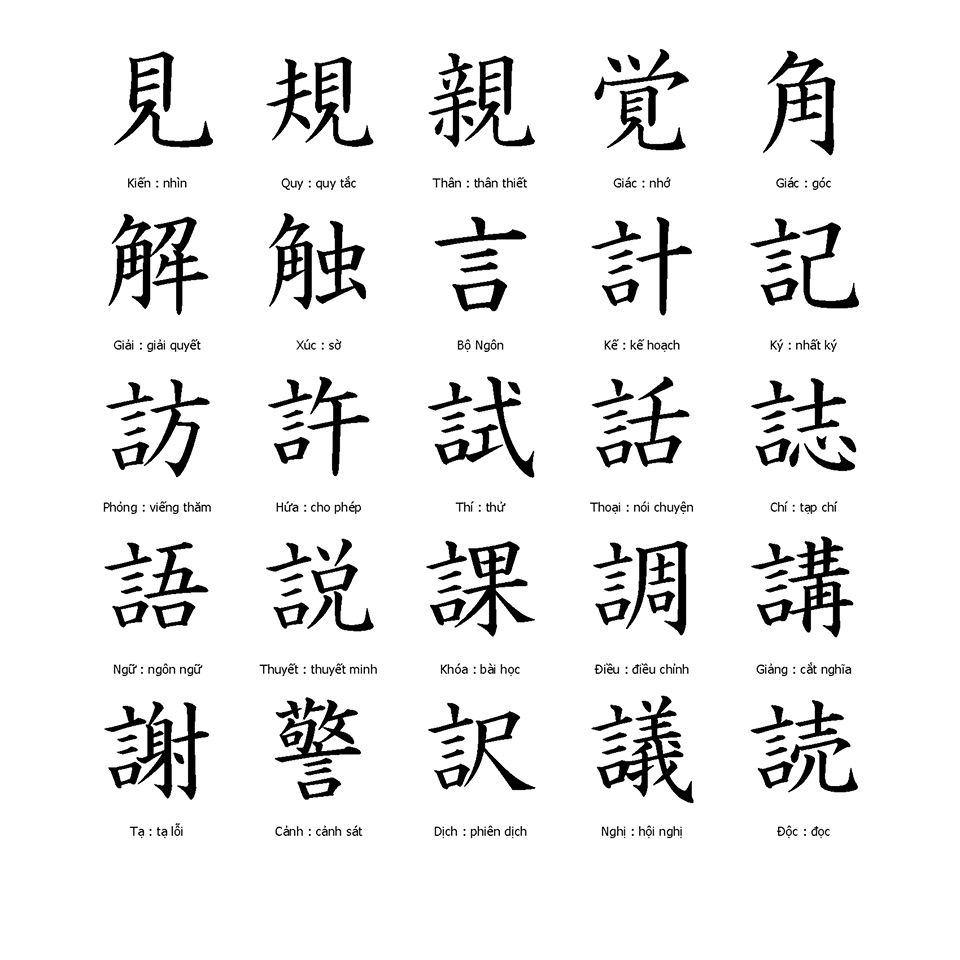 見 規 親 覚 角
Kiến : nhìn Quy : quy tắc Thân : thân thiết Giác : nhớ Giác : góc
解 触 言 計 記
Giải : giải quyết Xúc : sờ Bộ Ngôn Kế : kế hoạch Ký : nhất ký
訪 許 試 話 誌
Phỏng : viếng thăm Hứa : cho phép Thí : thử Thoại : nói chuyện Chí : tạp chí
語 説 課 調 講
Ngữ : ngôn ngữ Thuyết : thuyết minh Khóa : bài học Điều : điều chỉnh Giảng : cắt nghĩa
謝 警 訳 議 読
Tạ : tạ lỗi Cảnh : cảnh sát Dịch : phiên dịch Nghị : hội nghị Độc : đọc